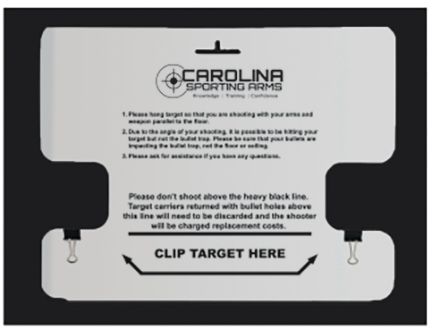 CAROLINA
SPORTING ARMS
Knowledge | Training | Confidence
1. Please hang target so that you are shooting with your arms and
weapon parallel to the floor.
2. Due to the angle of your shooting, it is possible to be hitting your
target but not the bullet trap. Please be sure that your bullets are
impacting the bullet trap, not the floor or ceiling.
3. Please ask for assistance if you have any questions.
Please don't shoot above the heavy black line.
Target carriers returned with bullet holes above
this line will need to be discarded and the shooter
will be charged replacement costs.
CLIP TARGET HERE